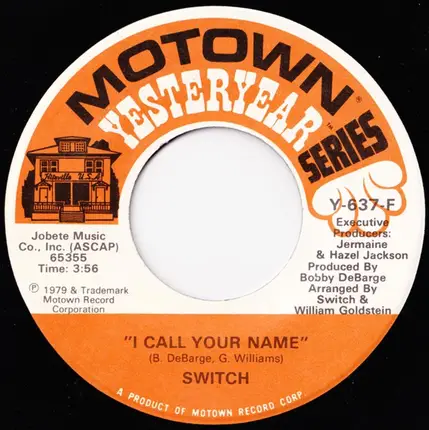 MOTOWN®
YESTERYEAR™
SERIES
Hitsville U.S.A.
Y-637-F
Jobete Music
Co., Inc. (ASCAP)
65355
Time: 3:56
℗ 1979 & Trademark
Motown Record
Corporation
Executive
Producers:
Jermaine
& Hazel Jackson
Produced By
Bobby DeBarge
Arranged By
Switch &
William Goldstein
"I CALL YOUR NAME"
(B. DeBarge, G. Williams)
SWITCH
A PRODUCT OF MOTOWN RECORD CORP.